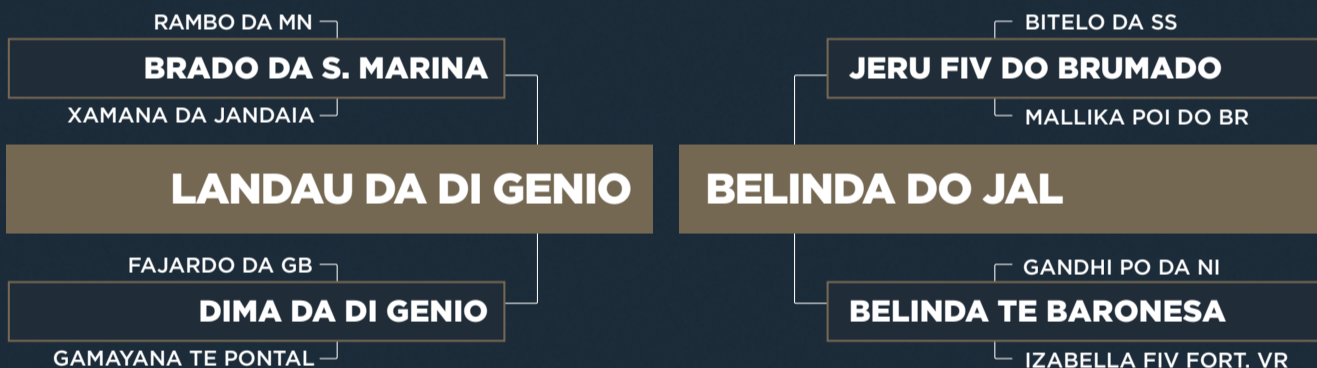 RAMBO DA MN
BRADO DA S. MARINA
XAMANA DA JANDAIA
LANDAU DA DI GENIO
FAJARDO DA GB
DIMA DA DI GENIO
GAMAYANA TE PONTAL
BITELO DA SS
JERU FIV DO BRUMADO
MALLIKA POI DO BR
BELINDA DO JAL
GANDHI PO DA NI
BELINDA TE BARONESA
IZABELLA FIV FORT. VR